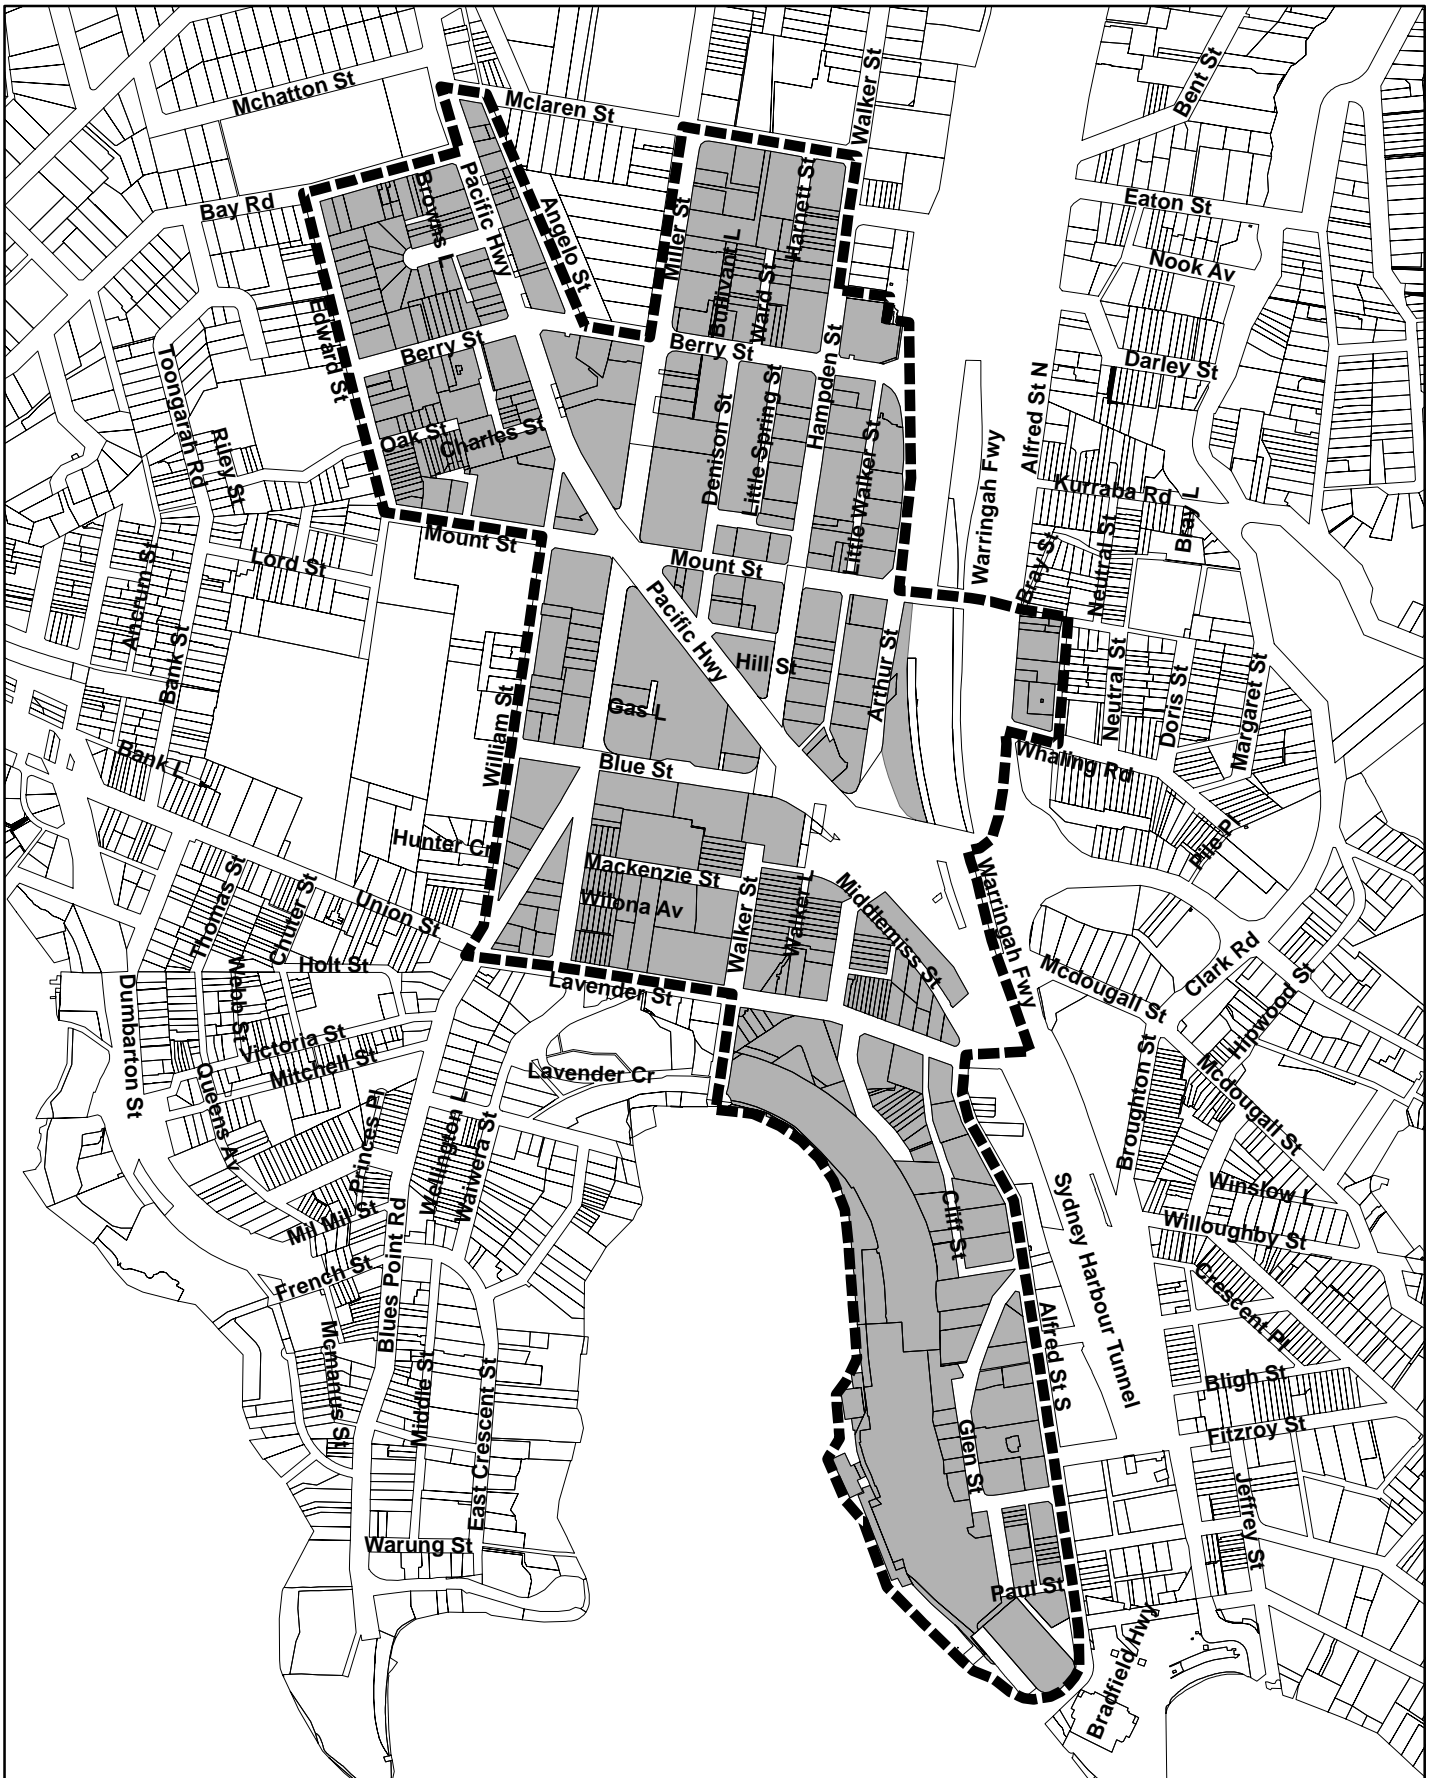 Mchatton St
Mclaren St
Walker St
Bent St
Bay Rd
Browns L
Pacific Hwy
Angelo St
Miller St
Harnett St
Bullivant L
Ward St
Eaton St
Nook Av
Edward St
Toongarah Rd
Berry St
Berry St
Hampden St
Darley St
Alfred St N
Riley St
Oak St
Charles St
Denison St
Little Spring St
Little Walker St
Warringah Fwy
Kurraba Rd
Bray L
Ancrum St
Lord St
Mount St
Mount St
Bray St
Neutral St
Bank St
Pacific Hwy
Hill St
Arthur St
Neutral St
Doris St
Margaret St
William St
Gas L
Bank L
Blue St
Whaling Rd
Hunter Cr
Pile Pl
Thomas St
Chuter St
Union St
Mackenzie St
Witona Av
Walker St
Walker L
Middlemiss St
Warringah Fwy
Holt St
Webb St
Lavender St
Mcdougall St
Clark Rd
Hipwood St
Dumbarton St
Victoria St
Mitchell St
Queens Av
Lavender Cr
Broughton St
Mcdougall St
Princes Pl
Wellington L
Waiwera St
Winslow L
Mil Mil St
Cliff St
Sydney Harbour Tunnel
Willoughby St
French St
Blues Point Rd
Crescent Pl
Mcmanus St
Middle St
East Crescent St
Alfred St S
Bligh St
Fitzroy St
Glen St
Jeffrey St
Warung St
Paul St
Bradfield Hwy